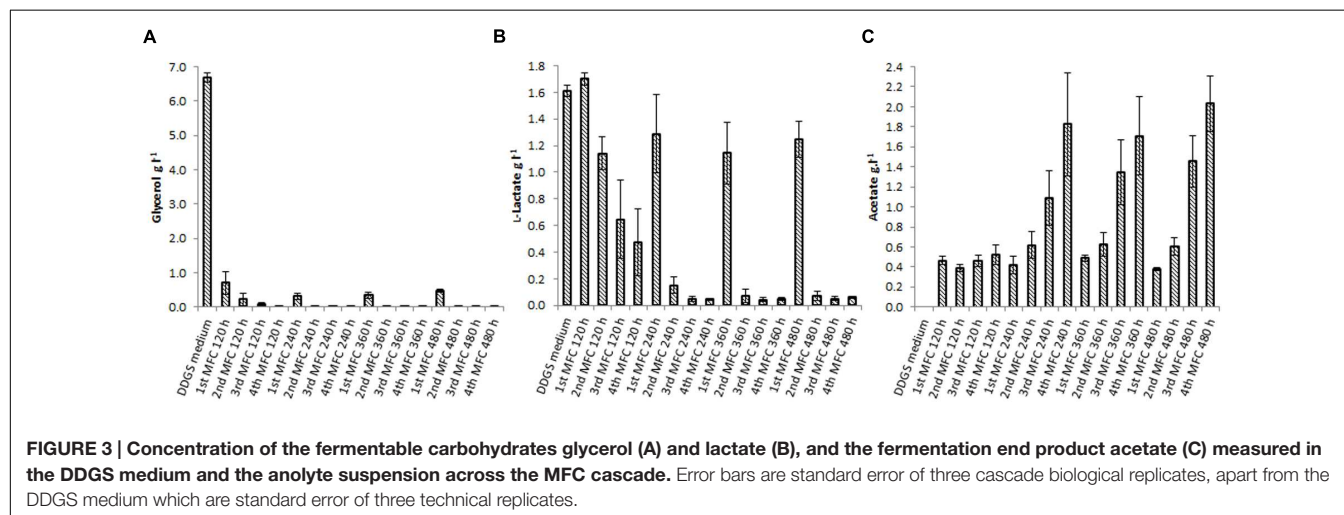 A
B
C
7.0
6.0
5.0
4.0
3.0
2.0
1.0
0.0
Glycerol g l⁻¹
DDGS medium
1st MFC 120 h
2nd MFC 120 h
3rd MFC 120 h
4th MFC 120 h
1st MFC 240 h
2nd MFC 240 h
3rd MFC 240 h
4th MFC 240 h
1st MFC 360 h
2nd MFC 360 h
3rd MFC 360 h
4th MFC 360 h
1st MFC 480 h
2nd MFC 480 h
3rd MFC 480 h
4th MFC 480 h
1.8
1.6
1.4
1.2
1.0
0.8
0.6
0.4
0.2
0.0
L-Lactate g l⁻¹
DDGS medium
1st MFC 120 h
2nd MFC 120 h
3rd MFC 120 h
4th MFC 120 h
1st MFC 240 h
2nd MFC 240 h
3rd MFC 240 h
4th MFC 240 h
1st MFC 360 h
2nd MFC 360 h
3rd MFC 360 h
4th MFC 360 h
1st MFC 480 h
2nd MFC 480 h
3rd MFC 480 h
4th MFC 480 h
2.4
2.2
2.0
1.8
1.6
1.4
1.2
1.0
0.8
0.6
0.4
0.2
0.0
Acetate g.l⁻¹
DDGS medium
1st MFC 120 h
2nd MFC 120 h
3rd MFC 120 h
4th MFC 120 h
1st MFC 240 h
2nd MFC 240 h
3rd MFC 240 h
4th MFC 240 h
1st MFC 360 h
2nd MFC 360 h
3rd MFC 360 h
4th MFC 360 h
1st MFC 480 h
2nd MFC 480 h
3rd MFC 480 h
4th MFC 480 h
FIGURE 3 | Concentration of the fermentable carbohydrates glycerol (A) and lactate (B), and the fermentation end product acetate (C) measured in
the DDGS medium and the anolyte suspension across the MFC cascade. Error bars are standard error of three cascade biological replicates, apart from the
DDGS medium which are standard error of three technical replicates.